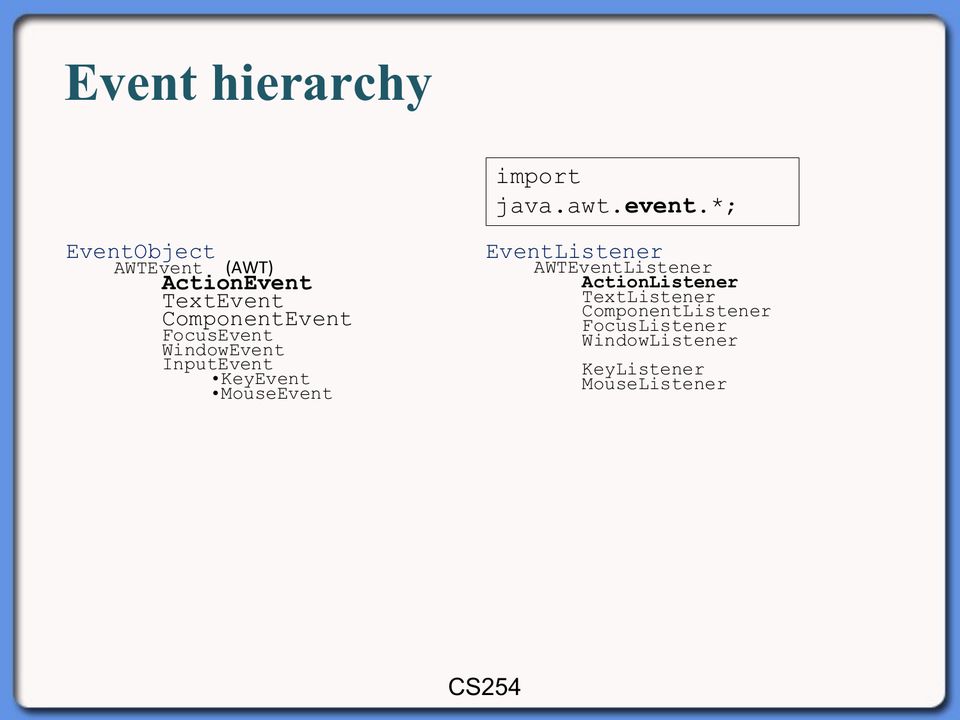 Event hierarchy
import
java.awt.event.*;
EventObject
AWTEvent (AWT)
ActionEvent
TextEvent
ComponentEvent
FocusEvent
WindowEvent
InputEvent
•KeyEvent
•MouseEvent
EventListener
AWTEventListener
ActionListener
TextListener
ComponentListener
FocusListener
WindowListener
KeyListener
MouseListener
CS254